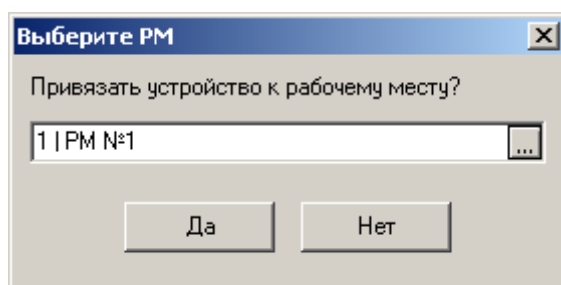 Выберите РМ
Привязать устройство к рабочему месту?
1 | РМ №1
...
Да
Нет